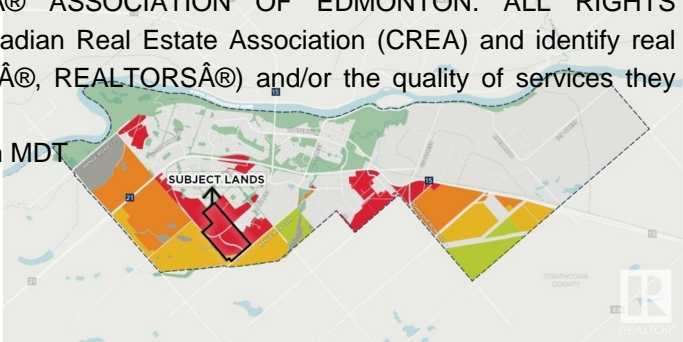 Â® ASSOCIATION OF EDMONTON. ALL RIGHTS
adian Real Estate Association (CREA) and identify real
Â®, REALTORSÂ®) and/or the quality of services they
n MDT
15
SUBJECT LANDS
21
15
21
STRATHCONA
COUNTY
REALTOR